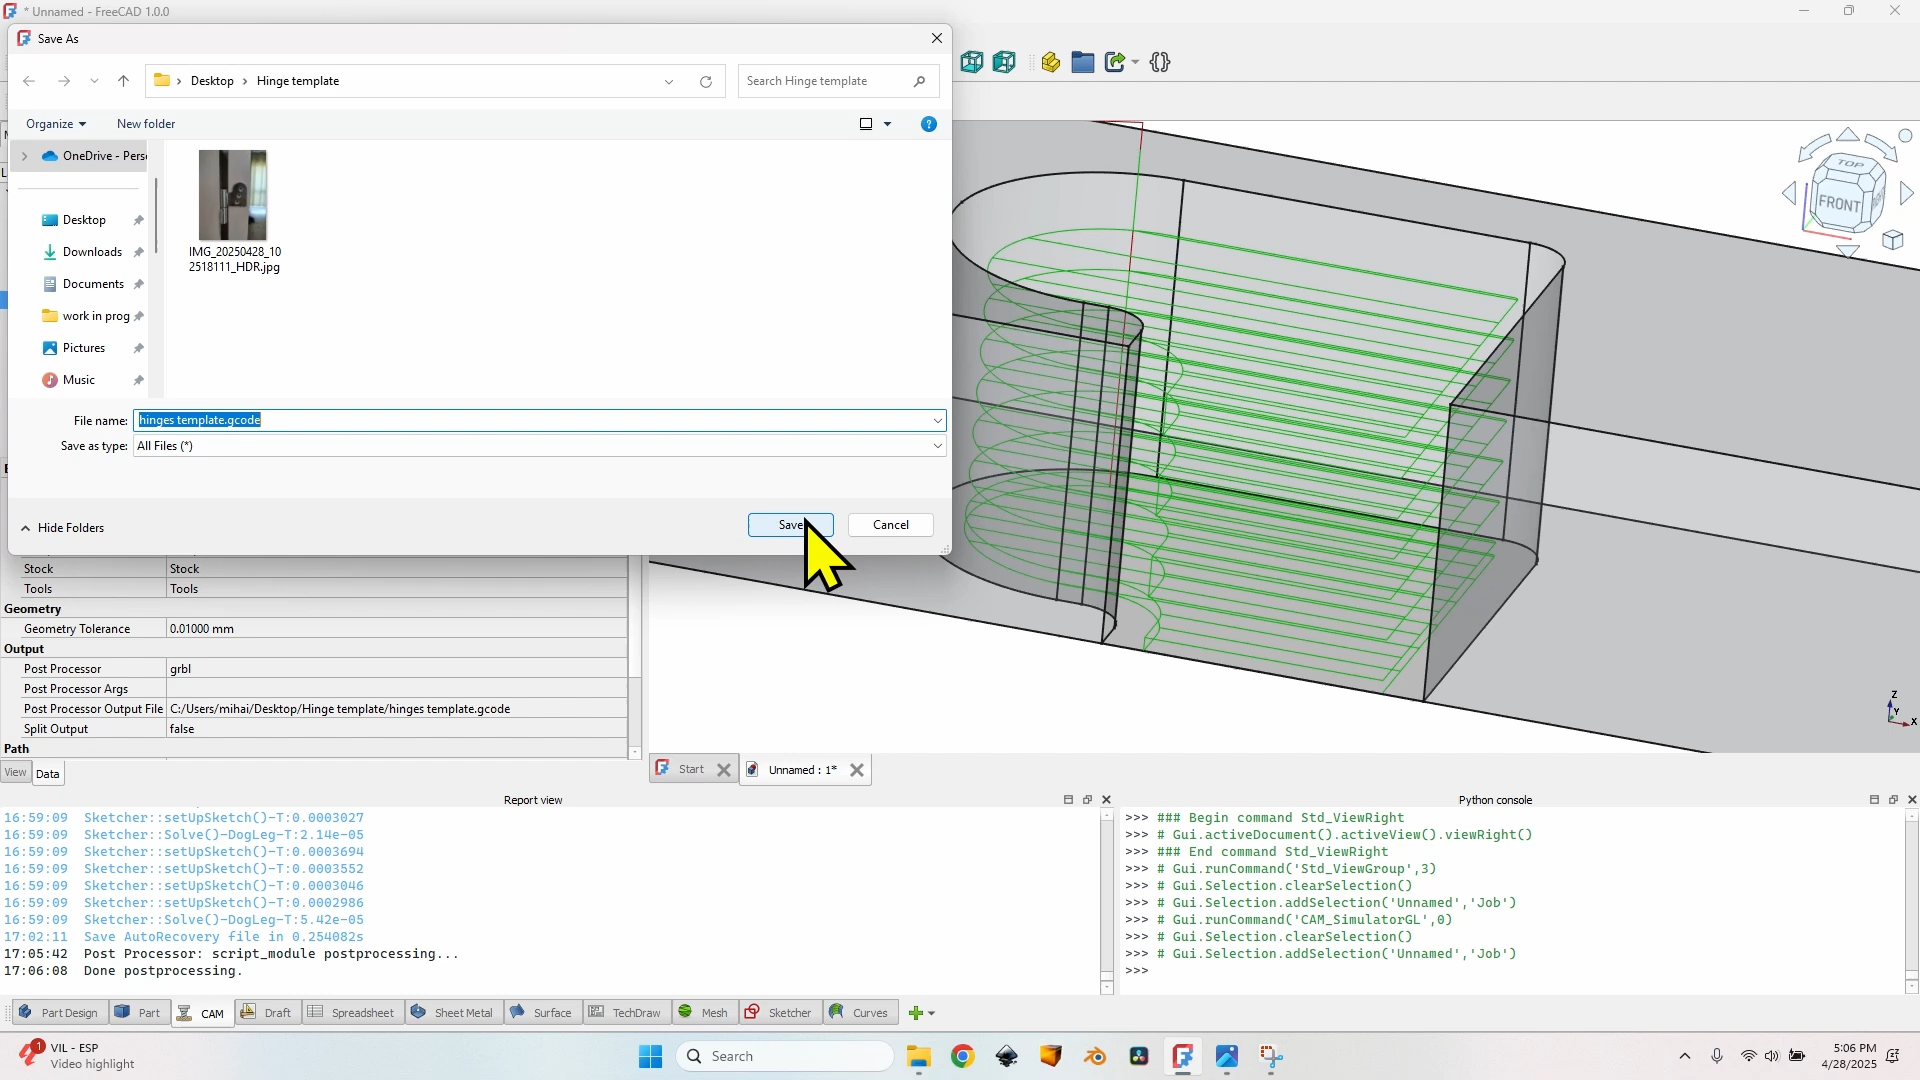 * Unnamed - FreeCAD 1.0.0
Save As
Desktop
Hinge template
Search Hinge template
Organize
New folder
?
OneDrive - Pers
Desktop
Downloads
Documents
work in prog
Pictures
Music
IMG_20250428_10
2518111_HDR.jpg
File name:
hinges template.gcode
Save as type:
All Files (*)
Hide Folders
Save
Cancel
TOP
FRONT
Stock
Stock
Tools
Tools
Geometry
Geometry Tolerance
0.01000 mm
Output
Post Processor
grbl
Post Processor Args
Post Processor Output File
C:/Users/mihai/Desktop/Hinge template/hinges template.gcode
Split Output
false
Path
View
Data
Z
Y
X
Start
Unnamed : 1*
Report view
16:59:09 Sketcher::setUpSketch()-T:0.0003027
16:59:09 Sketcher::Solve()-DogLeg-T:2.14e-05
16:59:09 Sketcher::setUpSketch()-T:0.0003694
16:59:09 Sketcher::setUpSketch()-T:0.0003552
16:59:09 Sketcher::setUpSketch()-T:0.0003046
16:59:09 Sketcher::setUpSketch()-T:0.0002986
16:59:09 Sketcher::Solve()-DogLeg-T:5.42e-05
17:02:11 Save AutoRecovery file in 0.254082s
17:05:42 Post Processor: script_module postprocessing...
17:06:08 Done postprocessing.
Python console
>>> ### Begin command Std_ViewRight
>>> # Gui.activeDocument().activeView().viewRight()
>>> ### End command Std_ViewRight
>>> # Gui.runCommand('Std_ViewGroup',3)
>>> # Gui.Selection.clearSelection()
>>> # Gui.Selection.addSelection('Unnamed','Job')
>>> # Gui.runCommand('CAM_SimulatorGL',0)
>>> # Gui.Selection.clearSelection()
>>> # Gui.Selection.addSelection('Unnamed','Job')
>>>
Part Design
Part
CAM
Draft
Spreadsheet
Sheet Metal
Surface
TechDraw
Mesh
Sketcher
Curves
1
VIL - ESP
Video highlight
Search
5:06 PM
4/28/2025